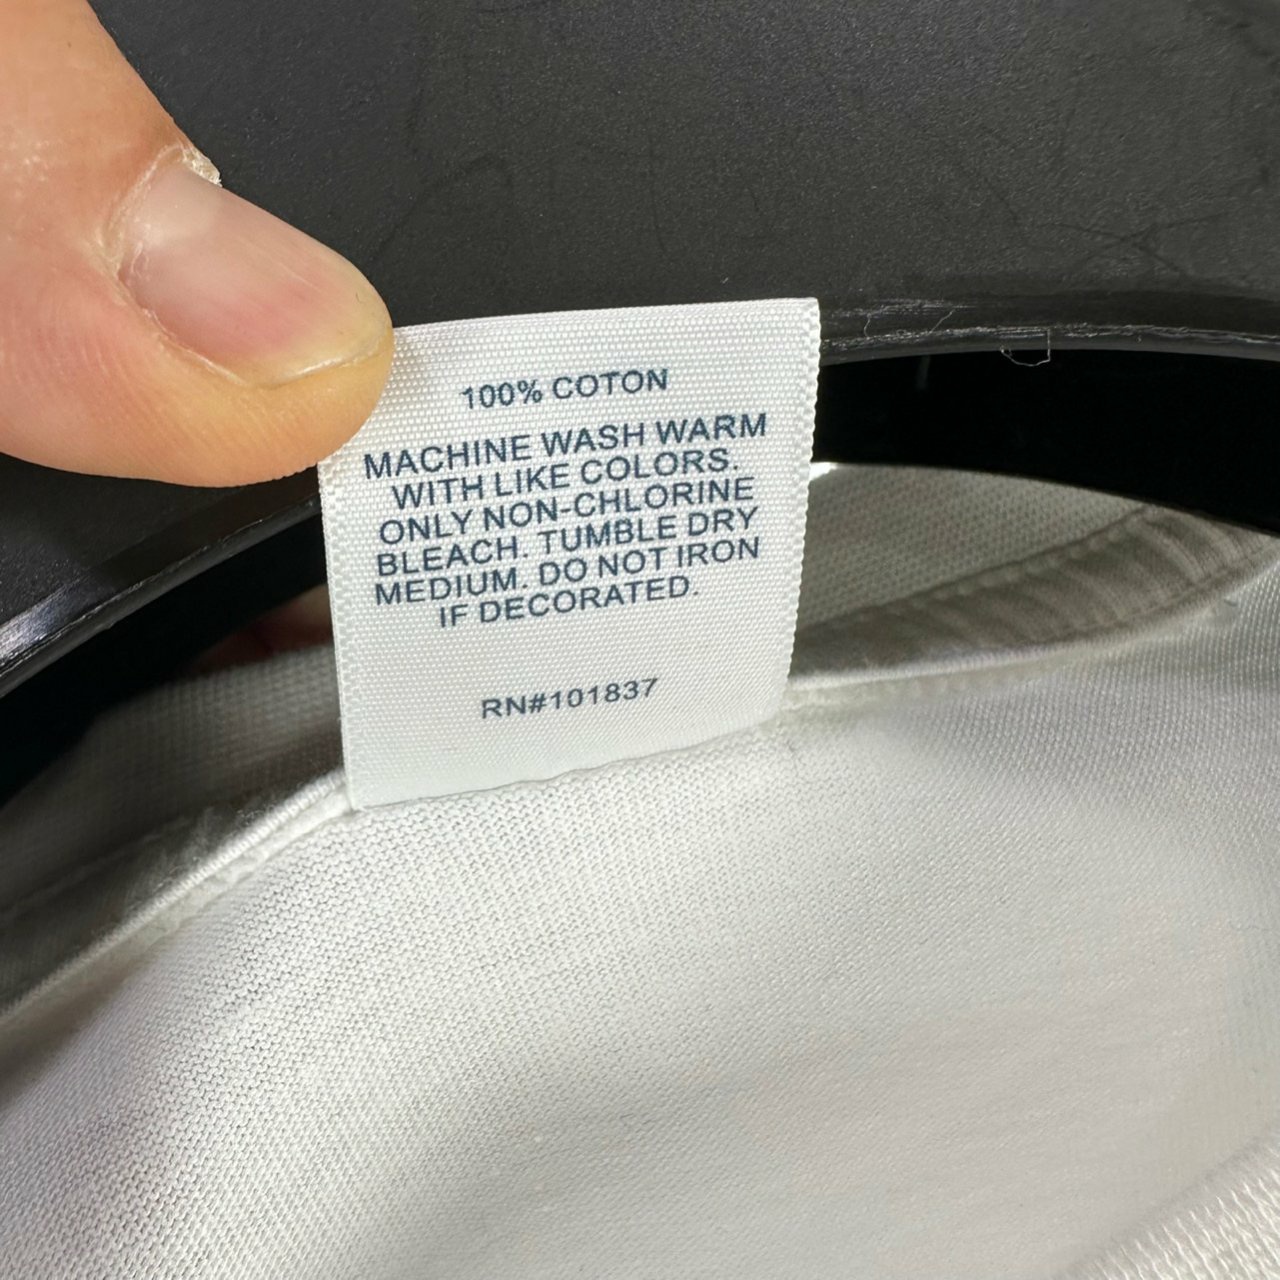 100% COTON
MACHINE WASH WARM
WITH LIKE COLORS.
ONLY NON-CHLORINE
BLEACH. TUMBLE DRY
MEDIUM. DO NOT IRON
IF DECORATED.
RN#101837